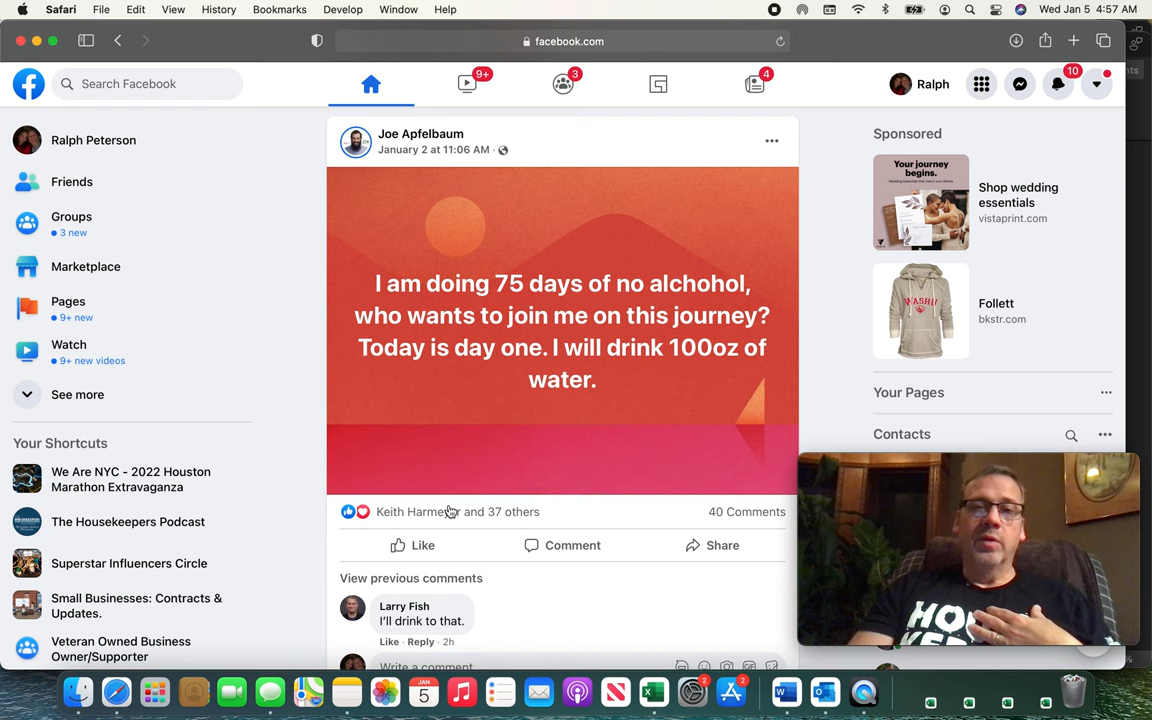 Safari File Edit View History Bookmarks Develop Window Help
Wed Jan 5 4:57 AM
facebook.com
Search Facebook
9+
3
4
Ralph
10
Ralph Peterson
Friends
Groups
3 new
Marketplace
Pages
9+ new
Watch
9+ new videos
See more
Your Shortcuts
We Are NYC - 2022 Houston
Marathon Extravaganza
The Housekeepers Podcast
Superstar Influencers Circle
Small Businesses: Contracts &
Updates.
Veteran Owned Business
Owner/Supporter
Joe Apfelbaum
January 2 at 11:06 AM ·
I am doing 75 days of no alchohol,
who wants to join me on this journey?
Today is day one. I will drink 100oz of
water.
Keith Harmeyer and 37 others
40 Comments
Like
Comment
Share
View previous comments
Larry Fish
I'll drink to that.
Like · Reply · 2h
Write a comment
Sponsored
Your journey
begins.
Shop wedding
essentials
vistaprint.com
Follett
bkstr.com
Your Pages
Contacts
JAN
5
2
2